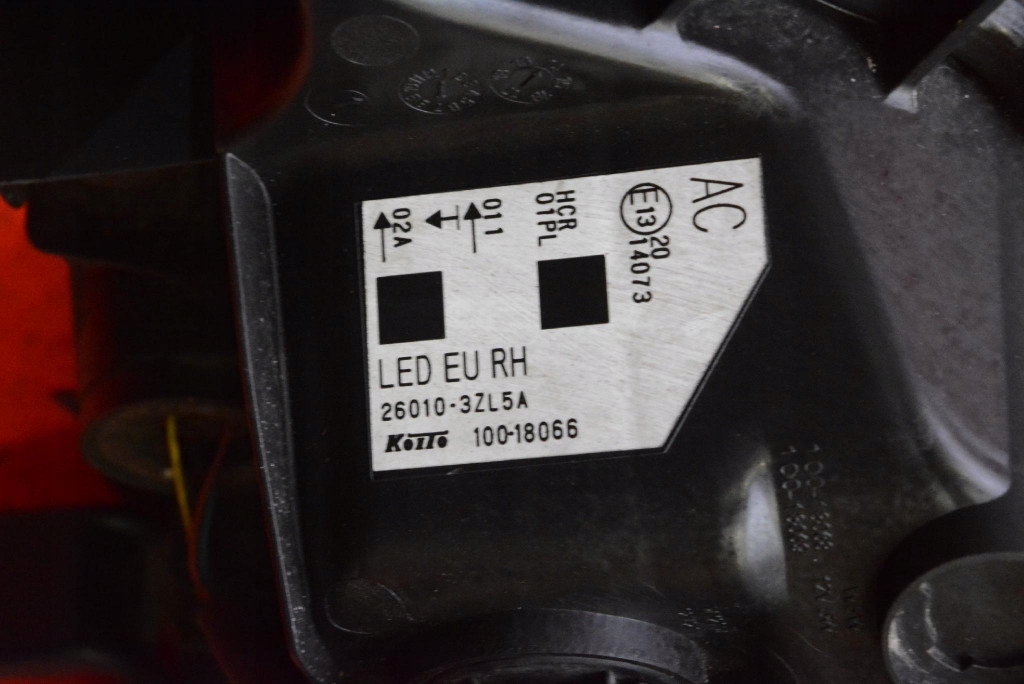 AC
E13
20
14073
HCR
01PL
011
02A
LED EU RH
26010-3ZL5A
KOITO 100-18066